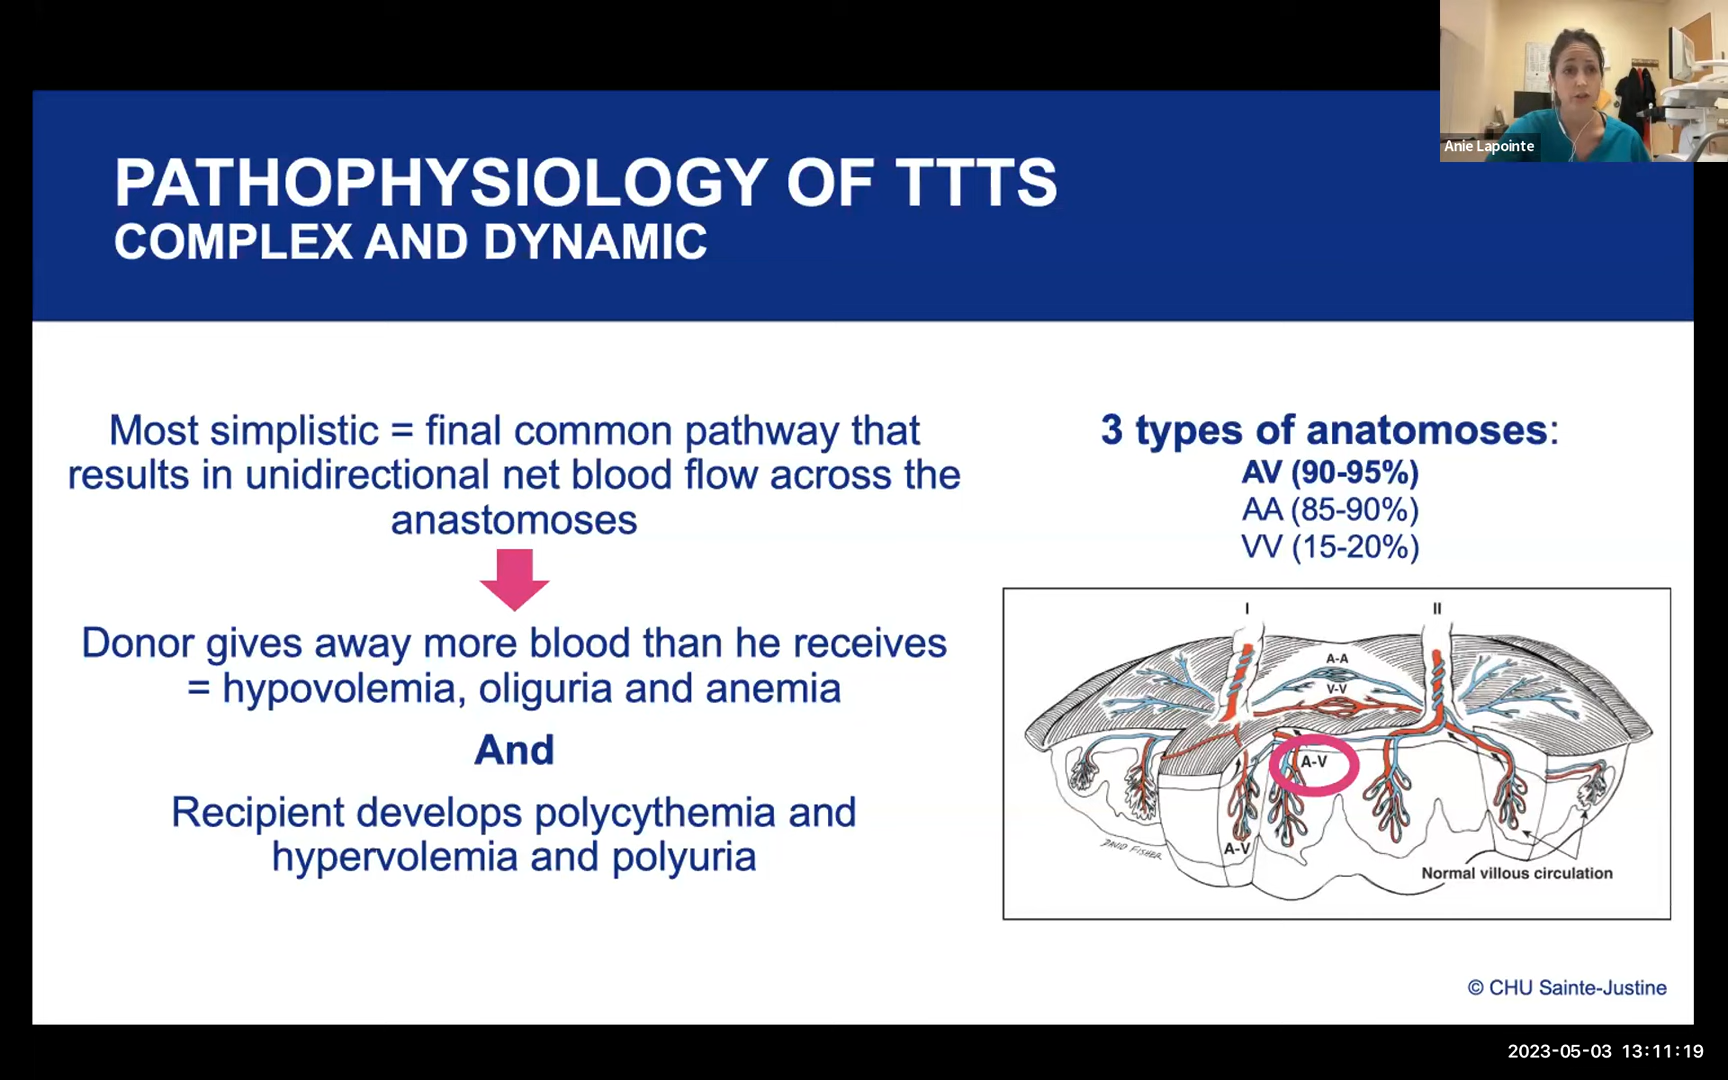 Anie Lapointe
PATHOPHYSIOLOGY OF TTTS
COMPLEX AND DYNAMIC
Most simplistic = final common pathway that
results in unidirectional net blood flow across the
anastomoses
Donor gives away more blood than he receives
= hypovolemia, oliguria and anemia
And
Recipient develops polycythemia and
hypervolemia and polyuria
3 types of anatomoses:
AV (90-95%)
AA (85-90%)
VV (15-20%)
I
II
A-A
V-V
A-V
A-V
DAVID FISHER
Normal villous circulation
© CHU Sainte-Justine
2023-05-03 13:11:19